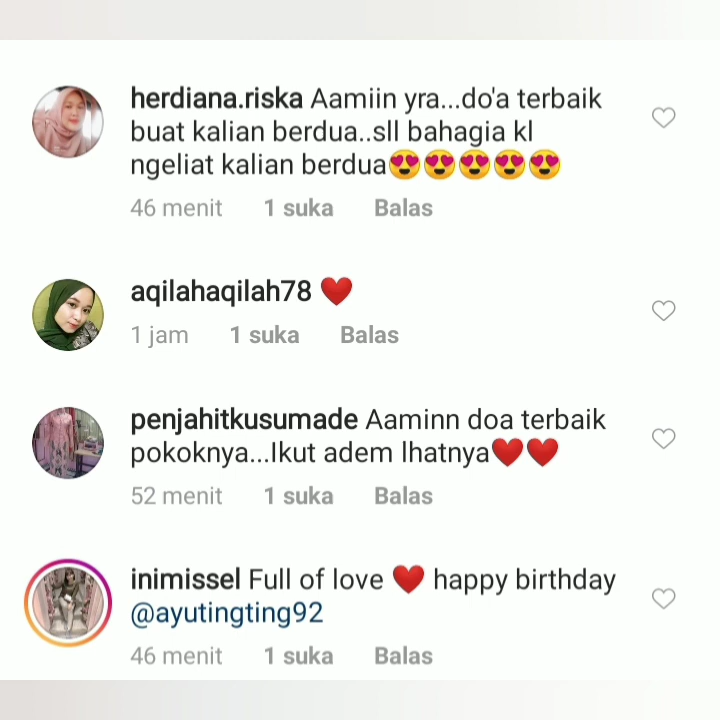 herdiana.riska Aamiin yra...do'a terbaik
buat kalian berdua..sll bahagia kl
ngeliat kalian berdua😍😍😍😍😍
46 menit 1 suka Balas
aqilahaqilah78 ❤️
1 jam 1 suka Balas
penjahitkusumade Aaminn doa terbaik
pokoknya...Ikut adem lhatnya❤️❤️
52 menit 1 suka Balas
inimissel Full of love ❤️ happy birthday
@ayutingting92
46 menit 1 suka Balas